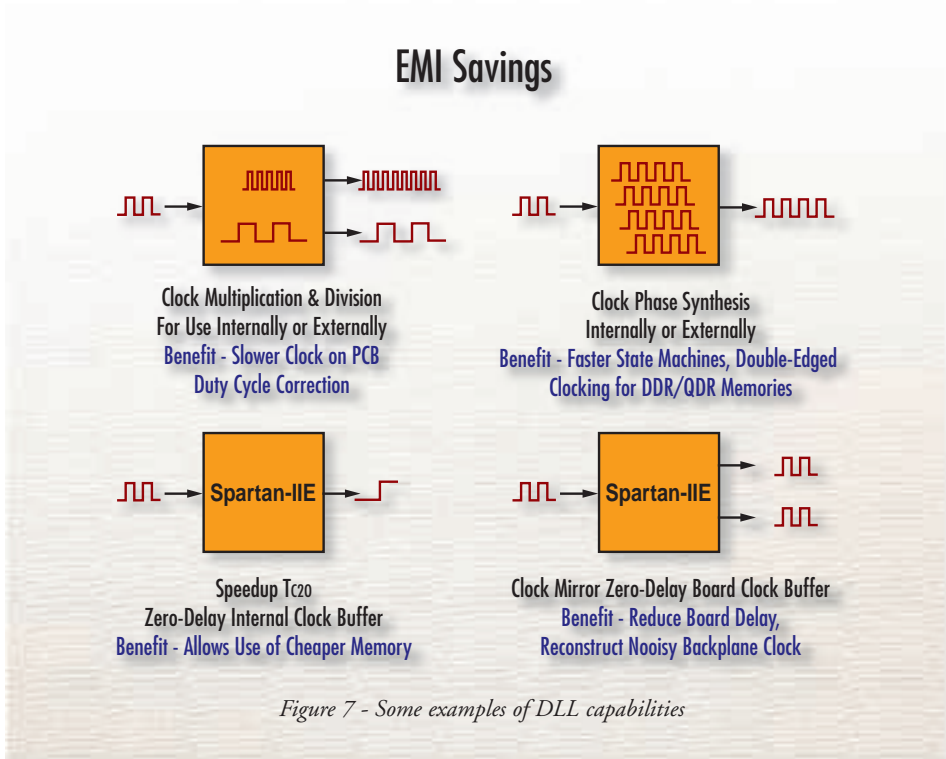 EMI Savings
Clock Multiplication & Division
For Use Internally or Externally
Benefit - Slower Clock on PCB
Duty Cycle Correction
Clock Phase Synthesis
Internally or Externally
Benefit - Faster State Machines, Double-Edged
Clocking for DDR/QDR Memories
Spartan-IIE
Speedup Tc20
Zero-Delay Internal Clock Buffer
Benefit - Allows Use of Cheaper Memory
Spartan-IIE
Clock Mirror Zero-Delay Board Clock Buffer
Benefit - Reduce Board Delay,
Reconstruct Nooisy Backplane Clock
Figure 7 - Some examples of DLL capabilities